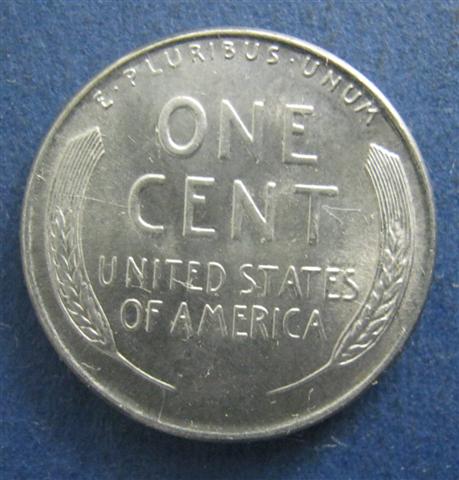 E · PLURIBUS · UNUM
ONE
CENT
UNITED STATES
OF AMERICA